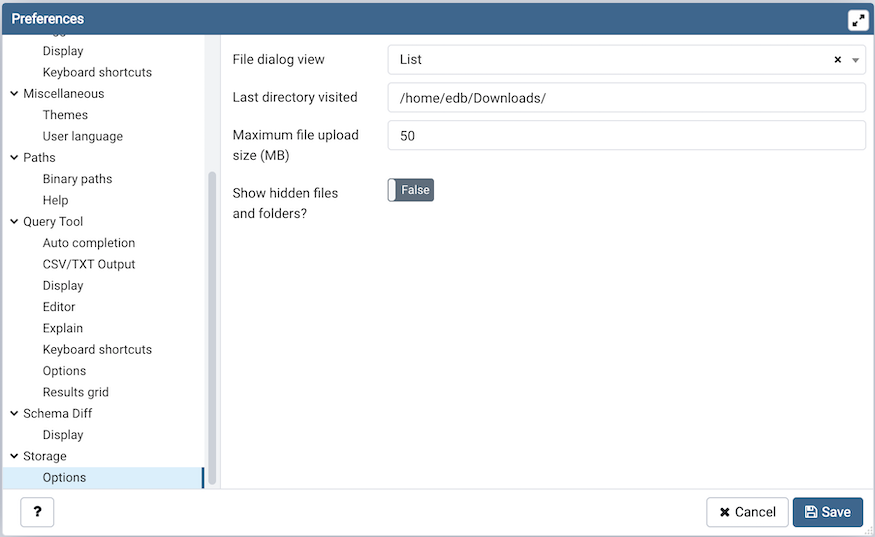 Preferences
Display
Keyboard shortcuts
Miscellaneous
Themes
User language
Paths
Binary paths
Help
Query Tool
Auto completion
CSV/TXT Output
Display
Editor
Explain
Keyboard shortcuts
Options
Results grid
Schema Diff
Display
Storage
Options
File dialog view
List
Last directory visited
/home/edb/Downloads/
Maximum file upload
size (MB)
50
Show hidden files
and folders?
False
?
Cancel
Save